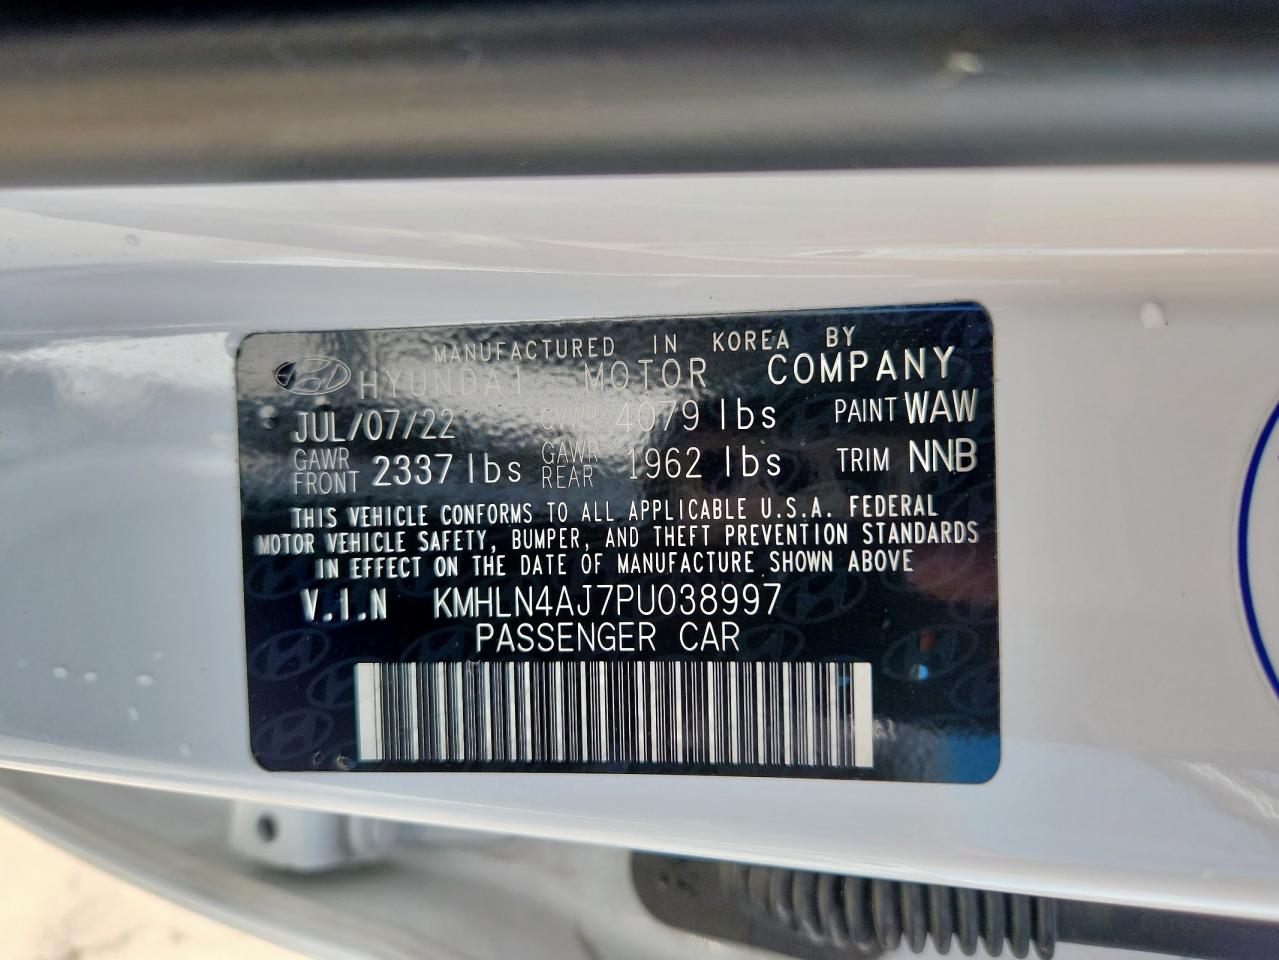 MANUFACTURED IN KOREA BY
HYUNDAI MOTOR COMPANY
JUL/07/22 GVWR 4079 lbs PAINT WAW
GAWR FRONT 2337 lbs GAWR REAR 1962 lbs TRIM NNB
THIS VEHICLE CONFORMS TO ALL APPLICABLE U.S.A. FEDERAL
MOTOR VEHICLE SAFETY, BUMPER, AND THEFT PREVENTION STANDARDS
IN EFFECT ON THE DATE OF MANUFACTURE SHOWN ABOVE
V.I.N KMHLN4AJ7PU038997
PASSENGER CAR